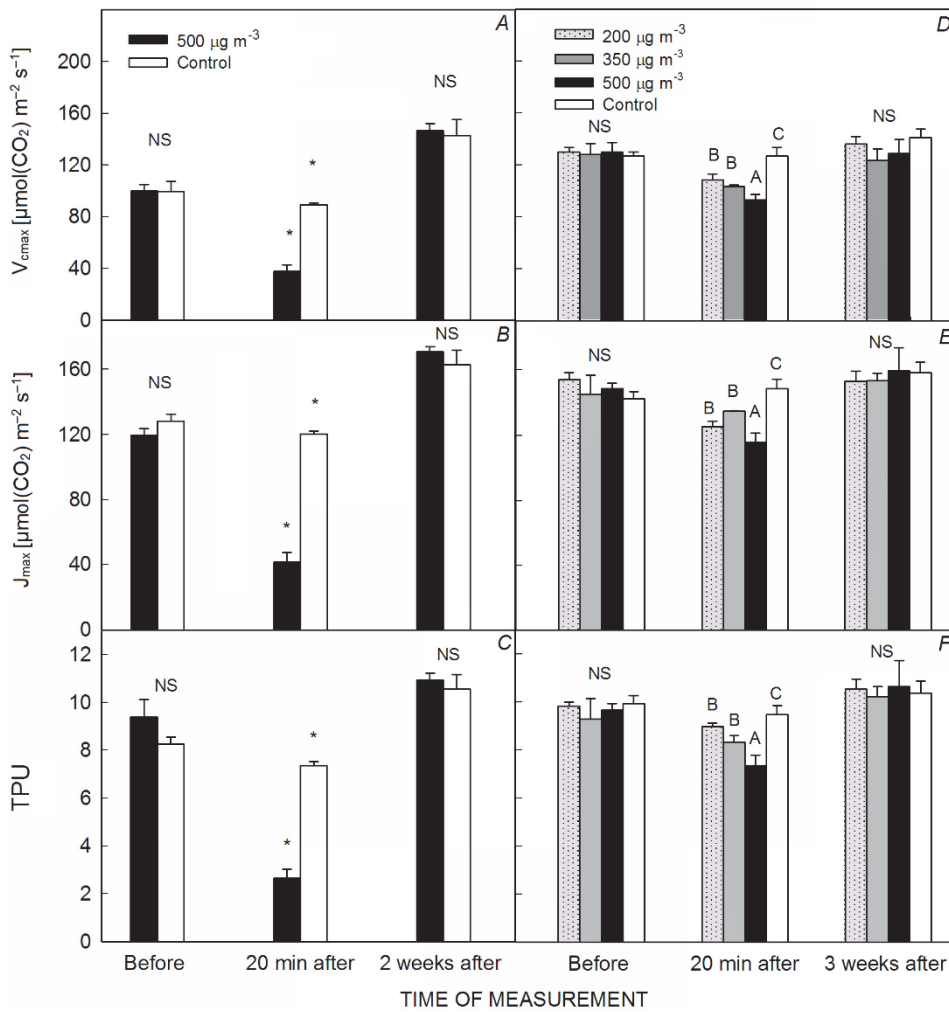 A
500 µg m⁻³
Control
200
160
120
80
40
0
Vcmax [µmol(CO₂) m⁻² s⁻¹]
NS
*
*
NS
D
200 µg m⁻³
350 µg m⁻³
500 µg m⁻³
Control
NS
B B A C
NS
B
160
120
80
40
0
Jmax [µmol(CO₂) m⁻² s⁻¹]
NS
*
*
NS
E
NS
B B A C
NS
C
12
10
8
6
4
2
0
TPU
NS
*
*
NS
F
NS
B B A C
NS
Before 20 min after 2 weeks after
Before 20 min after 3 weeks after
TIME OF MEASUREMENT